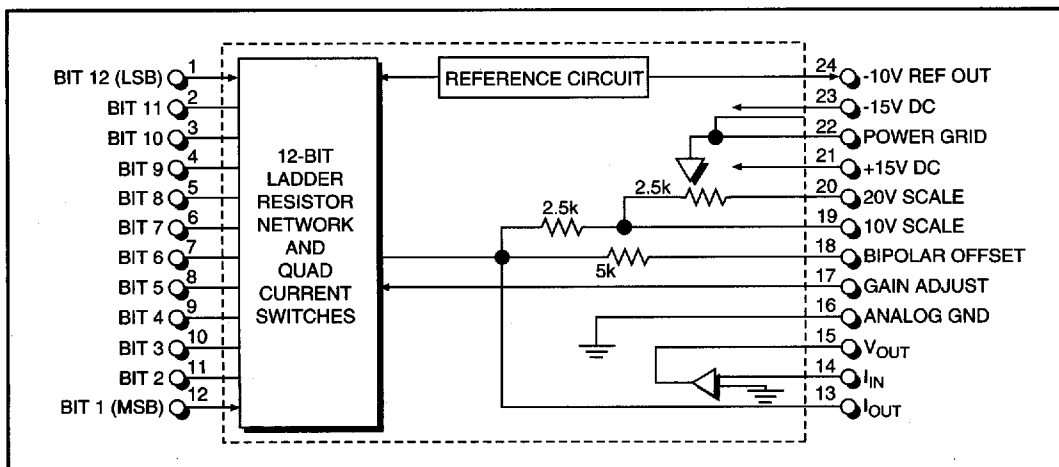 BIT 12 (LSB) 1
BIT 11 2
BIT 10 3
BIT 9 4
BIT 8 5
BIT 7 6
BIT 6 7
BIT 5 8
BIT 4 9
BIT 3 10
BIT 2 11
BIT 1 (MSB) 12
12-BIT
LADDER
RESISTOR
NETWORK
AND
QUAD
CURRENT
SWITCHES
REFERENCE CIRCUIT
2.5k
2.5k
5k
24 -10V REF OUT
23 -15V DC
22 POWER GRID
21 +15V DC
20 20V SCALE
19 10V SCALE
18 BIPOLAR OFFSET
17 GAIN ADJUST
16 ANALOG GND
15 VOUT
14 IIN
13 IOUT